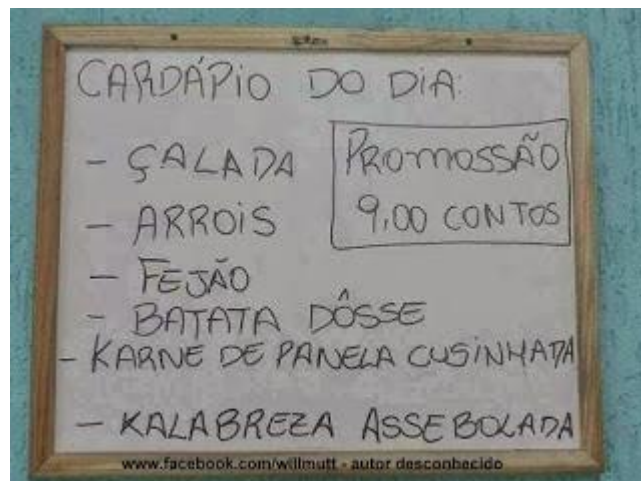 CARDÁPIO DO DIA:
- ÇALADA
PROMOSSÃO
9,00 CONTOS
- ARROIS
- FEJÃO
- BATATA DÔSSE
- KARNE DE PANELA CUSINHADA
- KALABREZA ASSEBOLADA
www.facebook.com/willmutt - autor desconhecido